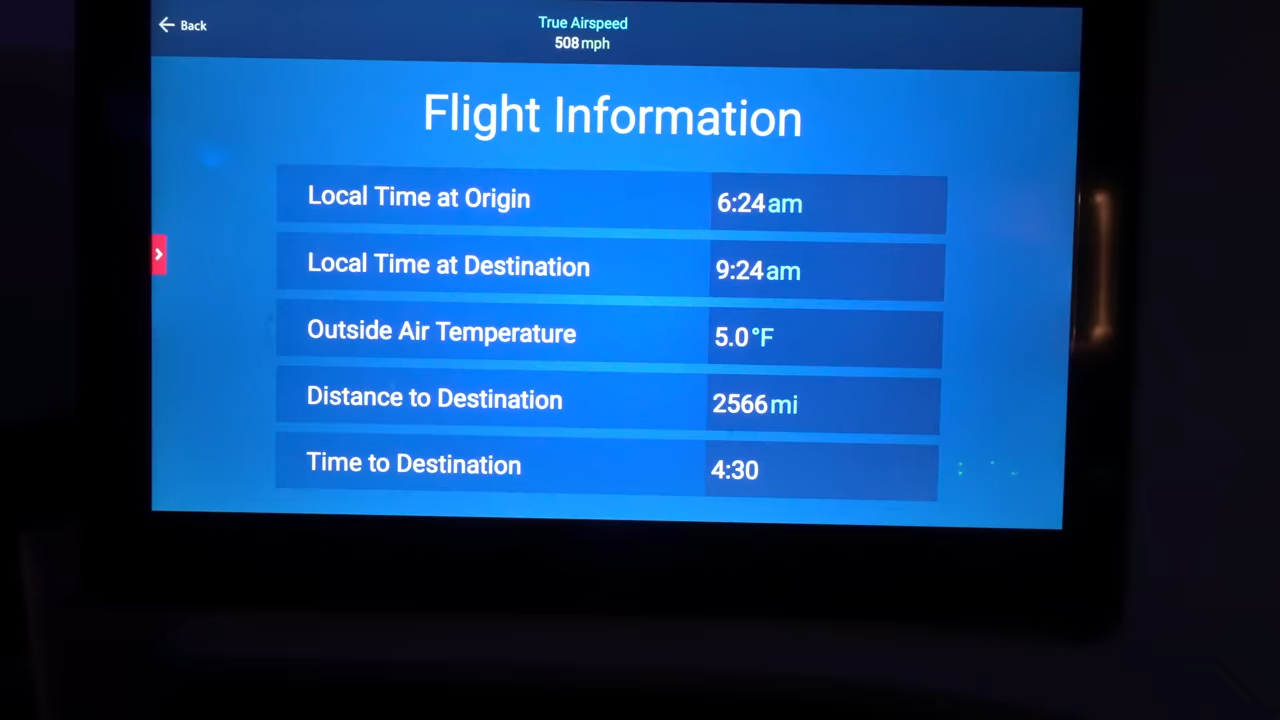 Back
True Airspeed
508 mph
Flight Information
Local Time at Origin 6:24 am
Local Time at Destination 9:24 am
Outside Air Temperature 5.0 °F
Distance to Destination 2566 mi
Time to Destination 4:30